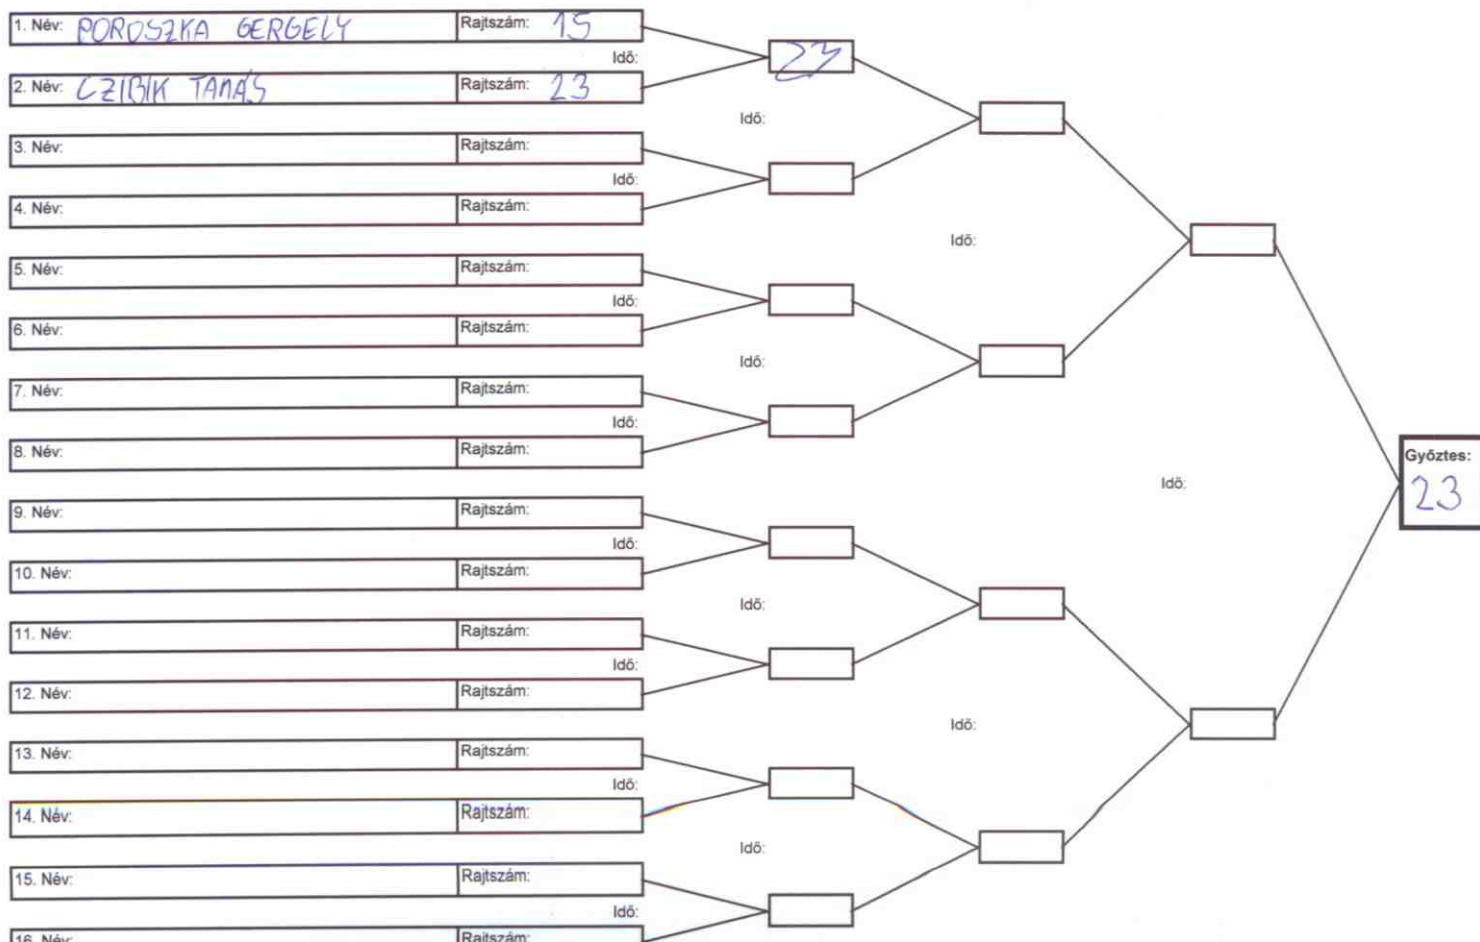 1. Név: POROSZKA GERGELY Rajtszám: 15
Idő: 23
2. Név: CZIBIK TAMÁS Rajtszám: 23
Idő:
3. Név: Rajtszám:
Idő:
4. Név: Rajtszám:
Idő:
5. Név: Rajtszám:
Idő:
6. Név: Rajtszám:
Idő:
7. Név: Rajtszám:
Idő:
8. Név: Rajtszám:
Győztes:
Idő:
23
9. Név: Rajtszám:
Idő:
10. Név: Rajtszám:
Idő:
11. Név: Rajtszám:
Idő:
12. Név: Rajtszám:
Idő:
13. Név: Rajtszám:
Idő:
14. Név: Rajtszám:
Idő:
15. Név: Rajtszám:
Idő:
16. Név: Rajtszám: